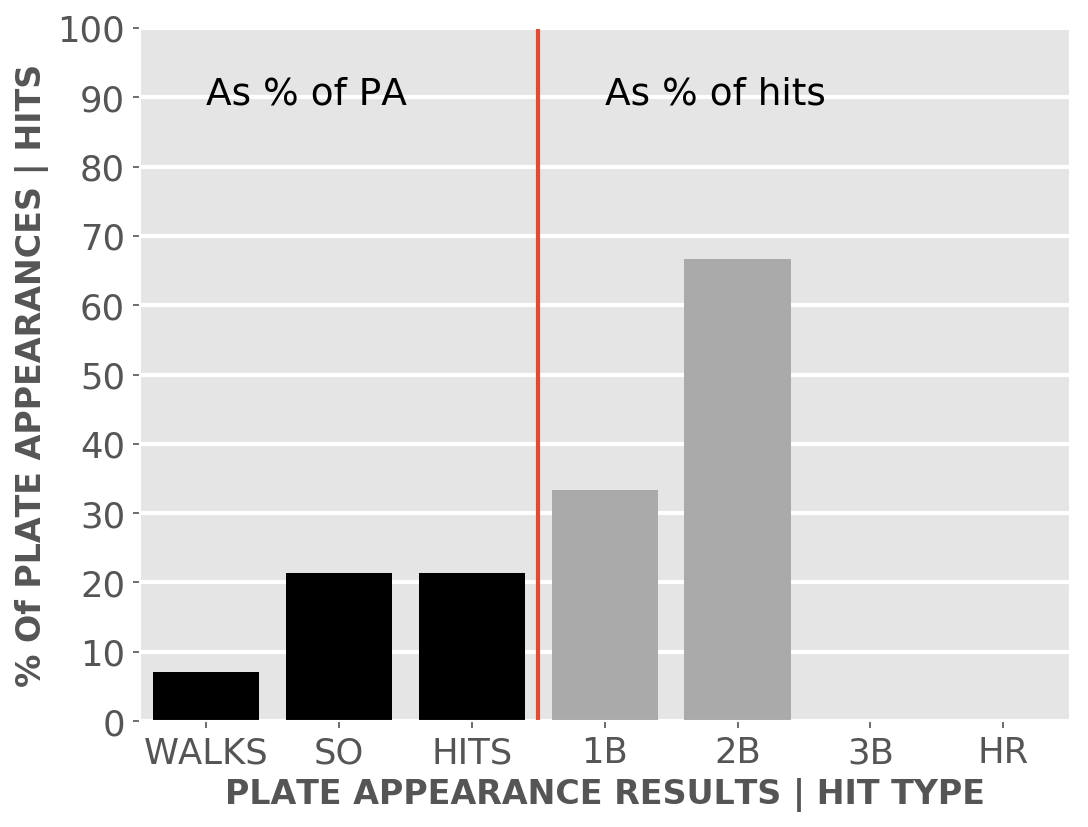 100
90
80
70
60
50
40
30
20
10
0
% Of PLATE APPEARANCES | HITS
As % of PA
As % of hits
WALKS SO HITS 1B 2B 3B HR
PLATE APPEARANCE RESULTS | HIT TYPE